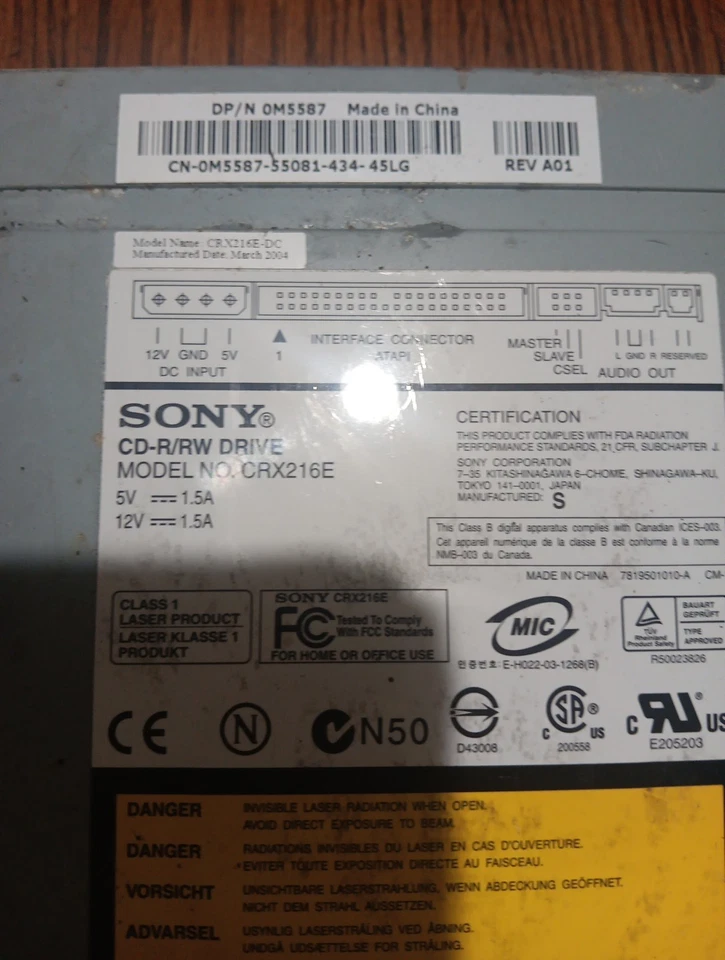 DP/N 0M5587 Made in China
CN-0M5587-55081-434-45LG REV A01
Model Name: CRX216E-DC
Manufactured Date: March 2004
12V GND 5V
DC INPUT
1
INTERFACE CONNECTOR
ATAPI
MASTER
SLAVE
CSEL
L GND R RESERVED
AUDIO OUT
SONY®
CD-R/RW DRIVE
MODEL NO. CRX216E
5V 1.5A
12V 1.5A
CERTIFICATION
THIS PRODUCT COMPLIES WITH FDA RADIATION
PERFORMANCE STANDARDS, 21 CFR, SUBCHAPTER J.
SONY CORPORATION
7-35 KITASHINAGAWA 6-CHOME, SHINAGAWA-KU,
TOKYO 141-0001, JAPAN
MANUFACTURED: S
This Class B digital apparatus complies with Canadian ICES-003.
Cet appareil numérique de la classe B est conforme à la norme
NMB-003 du Canada.
MADE IN CHINA 7819501010-A CM-
CLASS 1
LASER PRODUCT
LASER KLASSE 1
PRODUKT
SONY CRX216E
FC Tested To Comply
With FCC Standards
FOR HOME OR OFFICE USE
MIC
인증번호: E-H022-03-1268(B)
TÜV
Rheinland
Product Safety
BAUART
GEPRÜFT
TYPE
APPROVED
R50023826
CE
N
N50
D43008
SA®
C US
200558
C RU US
E205203
DANGER INVISIBLE LASER RADIATION WHEN OPEN.
AVOID DIRECT EXPOSURE TO BEAM.
DANGER RADIATIONS INVISIBLES DU LASER EN CAS D'OUVERTURE.
EVITER TOUTE EXPOSITION DIRECTE AU FAISCEAU.
VORSICHT UNSICHTBARE LASERSTRAHLUNG, WENN ABDECKUNG GEÖFFNET.
NICHT DEM STRAHL AUSSETZEN.
ADVARSEL USYNLIG LASERSTRÅLING VED ÅBNING.
UNDGÅ UDSÆTTELSE FOR STRÅLING.